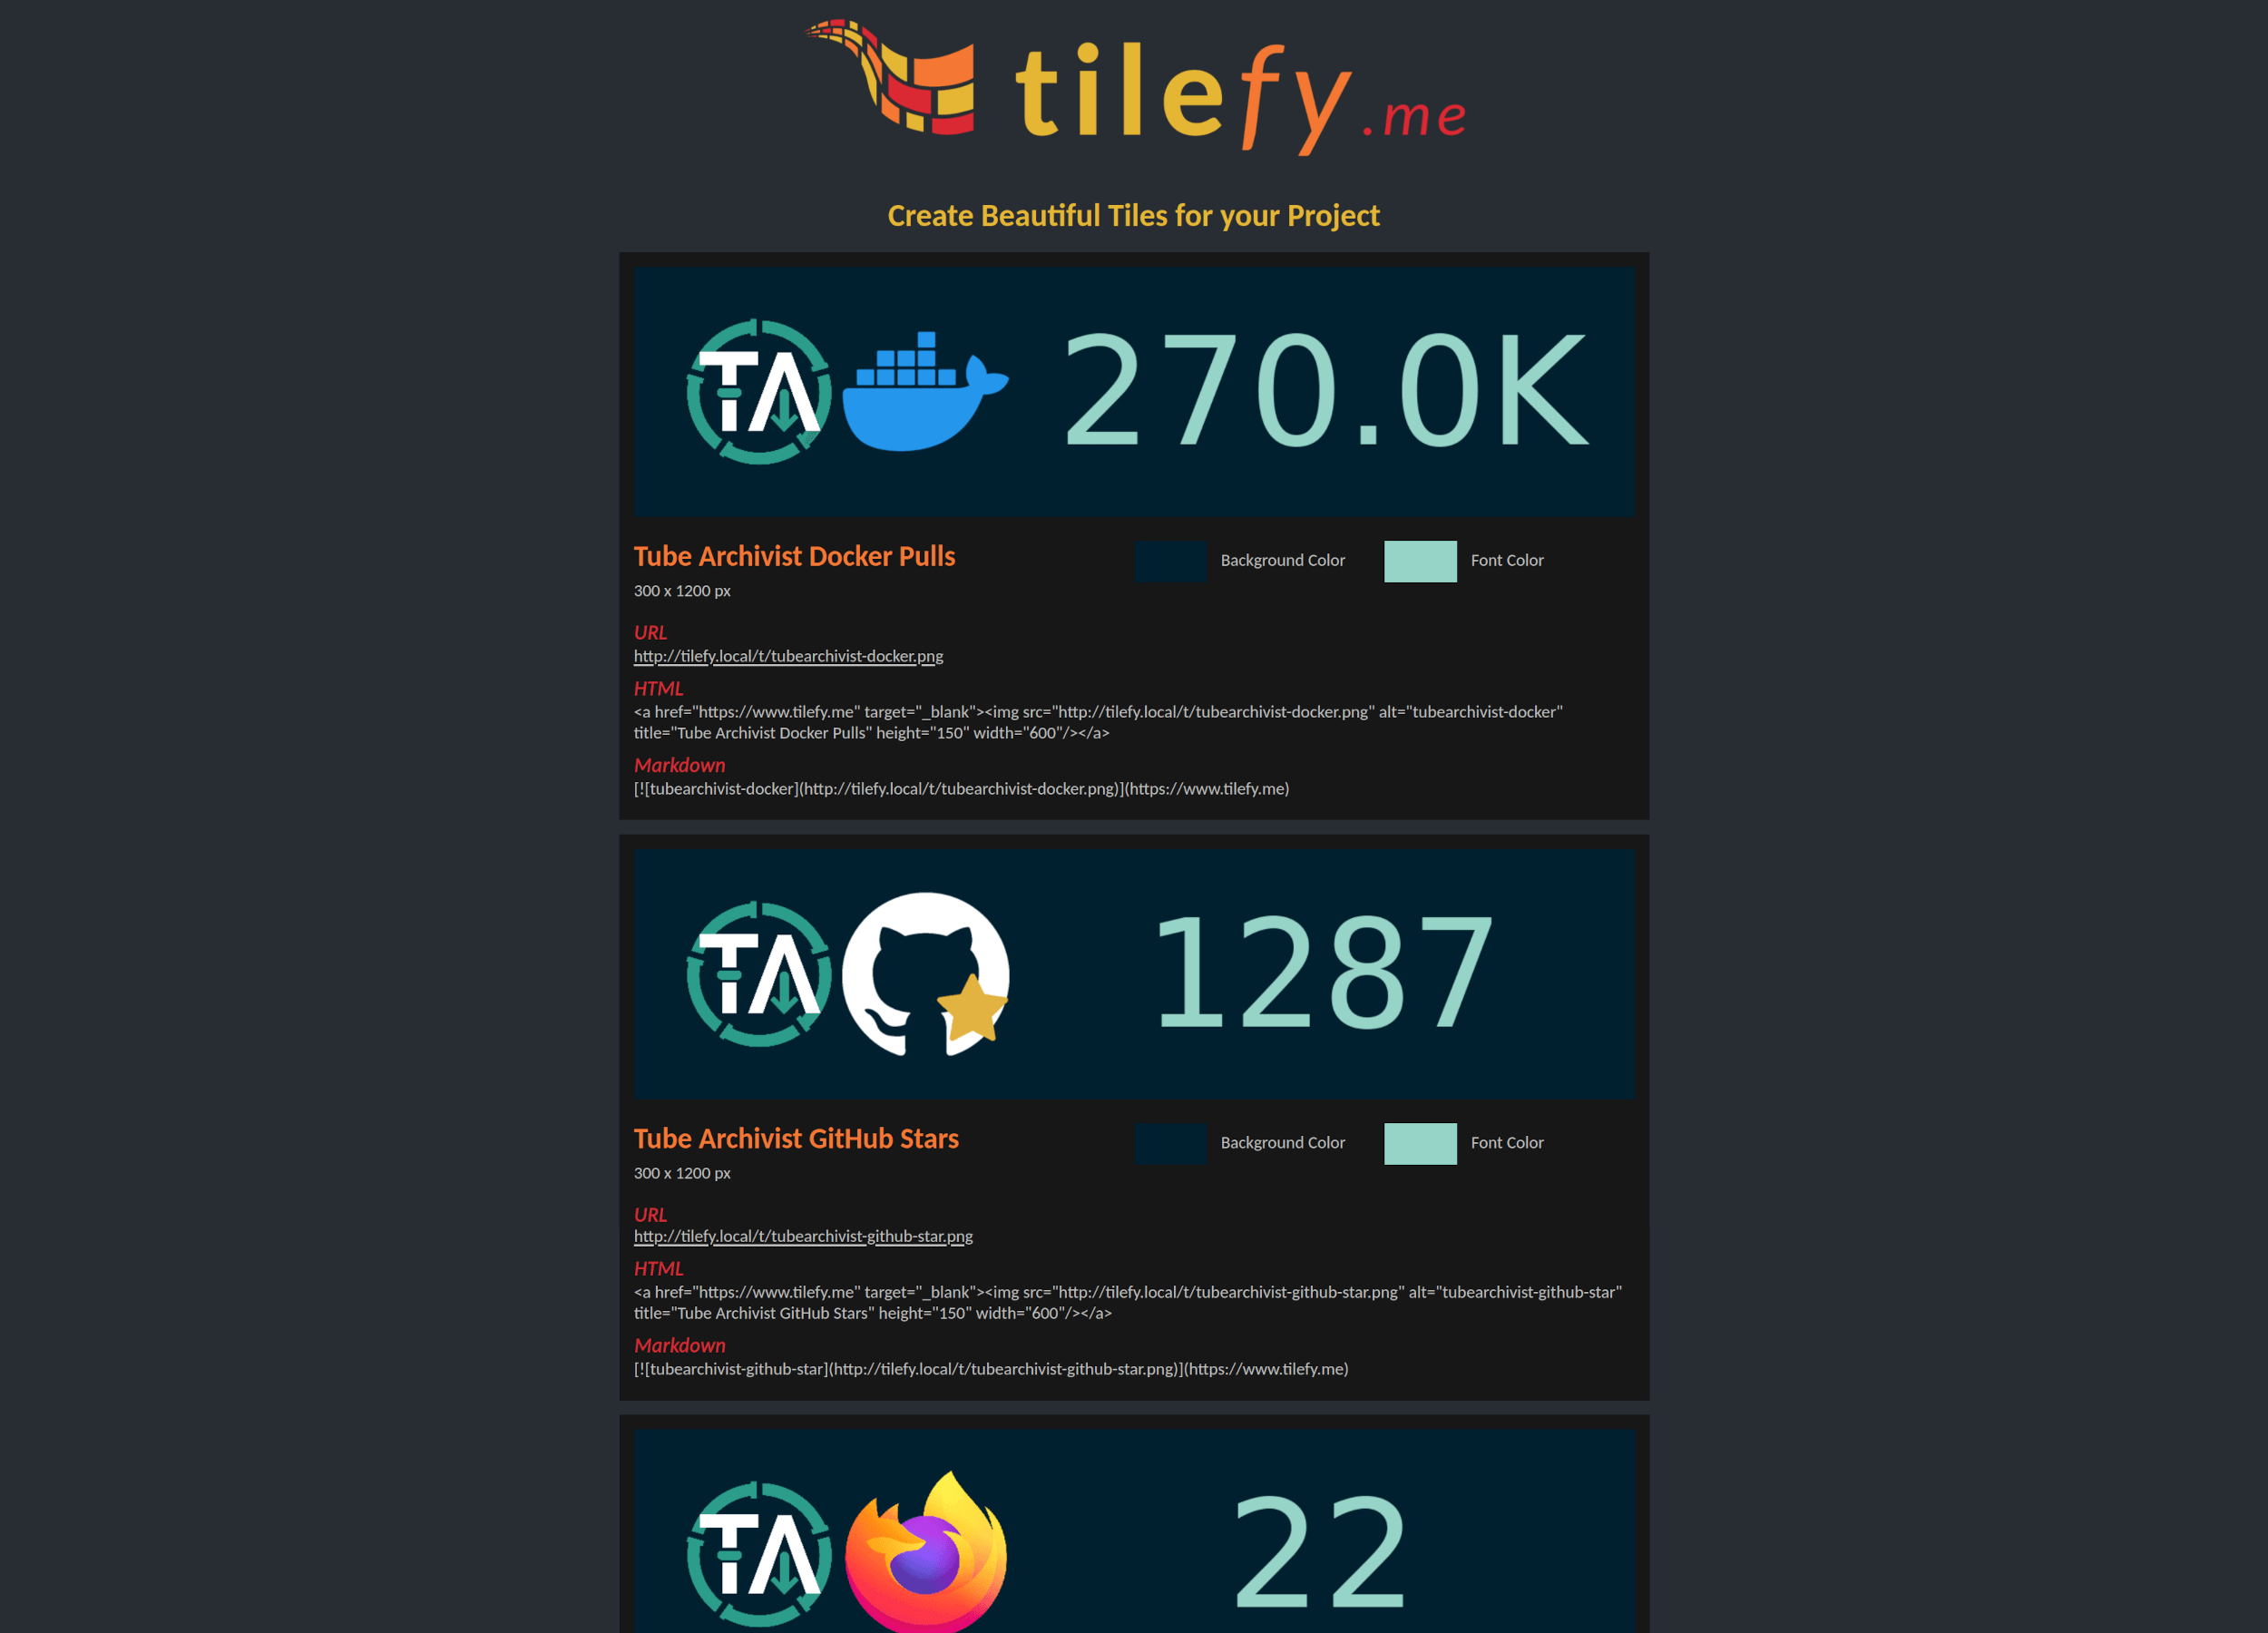 tilefy.me
Create Beautiful Tiles for your Project
TA 270.0K
Tube Archivist Docker Pulls
Background Color
Font Color
300 x 1200 px
URL
http://tilefy.local/t/tubearchivist-docker.png
HTML
<a href="https://www.tilefy.me" target="_blank"><img src="http://tilefy.local/t/tubearchivist-docker.png" alt="tubearchivist-docker"
title="Tube Archivist Docker Pulls" height="150" width="600"/></a>
Markdown
[![tubearchivist-docker](http://tilefy.local/t/tubearchivist-docker.png)](https://www.tilefy.me)
TA 1287
Tube Archivist GitHub Stars
Background Color
Font Color
300 x 1200 px
URL
http://tilefy.local/t/tubearchivist-github-star.png
HTML
<a href="https://www.tilefy.me" target="_blank"><img src="http://tilefy.local/t/tubearchivist-github-star.png" alt="tubearchivist-github-star"
title="Tube Archivist GitHub Stars" height="150" width="600"/></a>
Markdown
[![tubearchivist-github-star](http://tilefy.local/t/tubearchivist-github-star.png)](https://www.tilefy.me)
TA 22